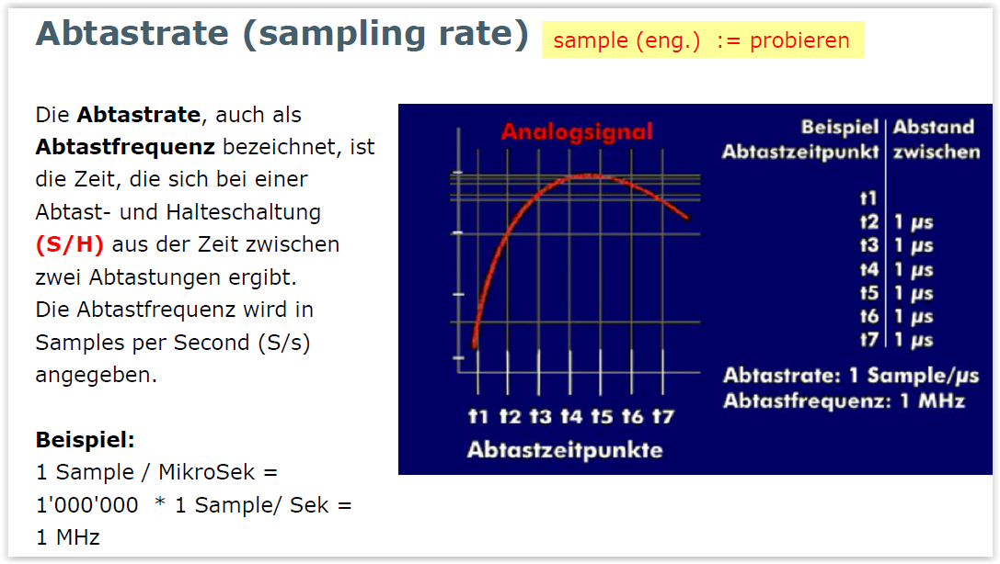 Abtastrate (sampling rate)
sample (eng.)  := probieren
Die Abtastrate, auch als
Abtastfrequenz bezeichnet, ist
die Zeit, die sich bei einer
Abtast- und Halteschaltung
(S/H) aus der Zeit zwischen
zwei Abtastungen ergibt.
Die Abtastfrequenz wird in
Samples per Second (S/s)
angegeben.
Beispiel:
1 Sample / MikroSek =
1'000'000  * 1 Sample/ Sek =
1 MHz
Analogsignal
t1 t2 t3 t4 t5 t6 t7
Abtastzeitpunkte
Beispiel Abstand
Abtastzeitpunkt zwischen
t1
t2 1 µs
t3 1 µs
t4 1 µs
t5 1 µs
t6 1 µs
t7 1 µs
Abtastrate: 1 Sample/µs
Abtastfrequenz: 1 MHz